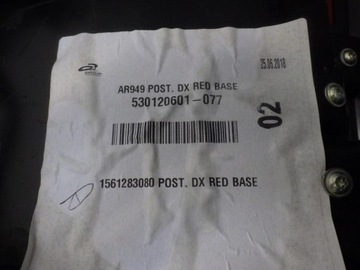 25.06.2018
AR949 POST. DX RED BASE
530120601-077
02
1561283080 POST. DX RED BASE